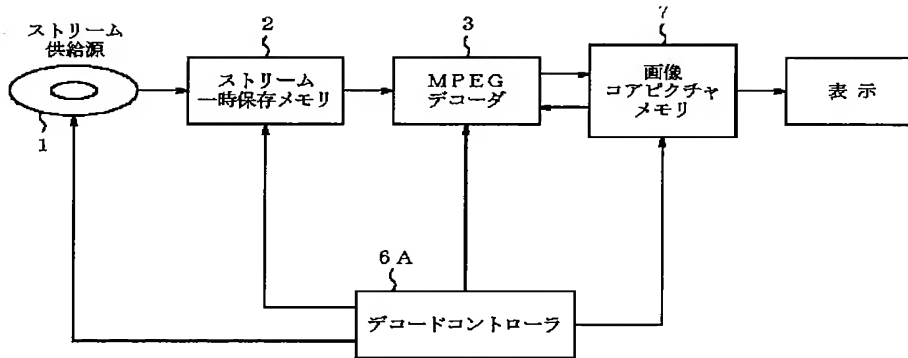 ストリーム
供給源
1
2
ストリーム
一時保存メモリ
3
MPEG
デコーダ
7
画像
コアピクチャ
メモリ
表示
6A
デコードコントローラ